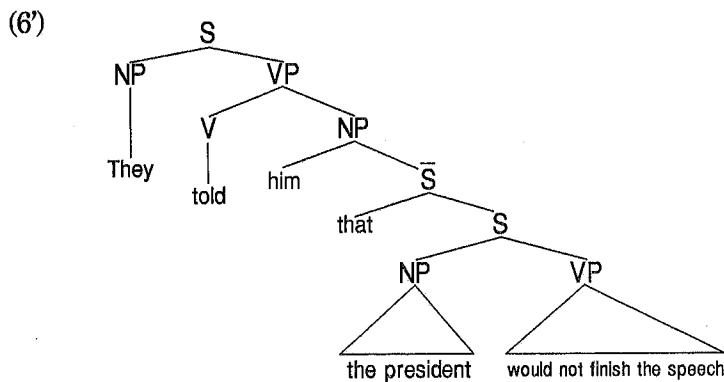 (6')
S
NP VP
V NP
They
told
him S̄
that
S
NP VP
the president would not finish the speech